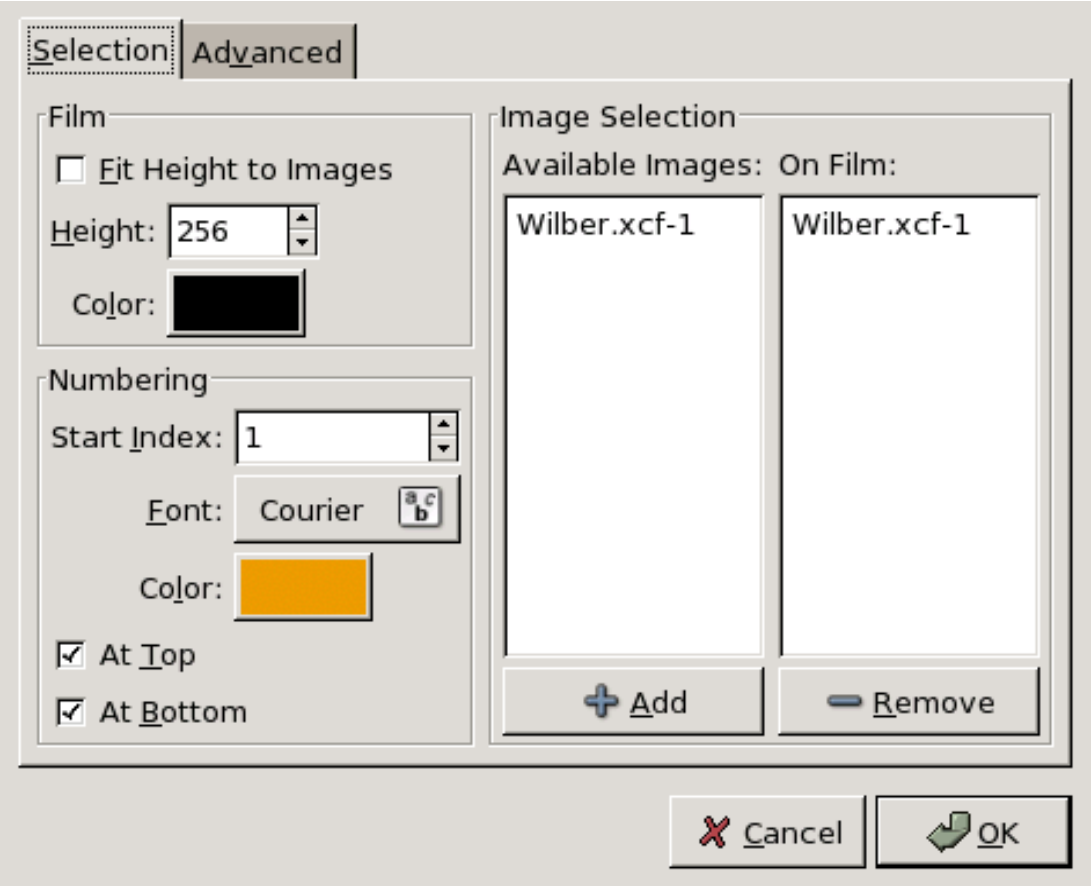 Selection Advanced
Film
Fit Height to Images
Height: 256
Color:
Numbering
Start Index: 1
Font: Courier abc
Color:
At Top
At Bottom
Image Selection
Available Images: On Film:
Wilber.xcf-1 Wilber.xcf-1
Add Remove
Cancel OK